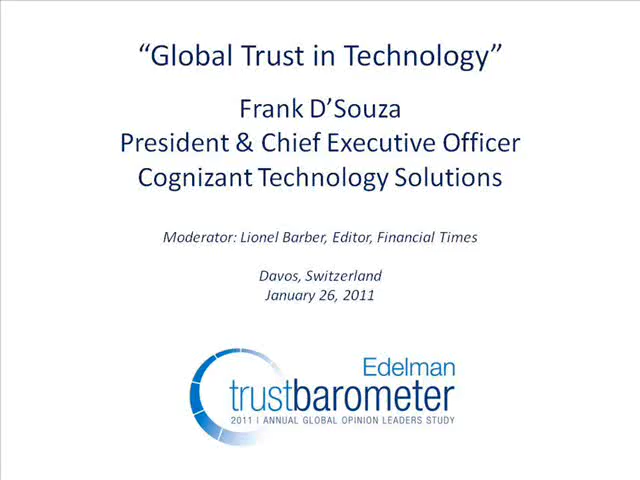 “Global Trust in Technology”
Frank D’Souza
President & Chief Executive Officer
Cognizant Technology Solutions
Moderator: Lionel Barber, Editor, Financial Times
Davos, Switzerland
January 26, 2011
Edelman
trustbarometer
2011 | ANNUAL GLOBAL OPINION LEADERS STUDY